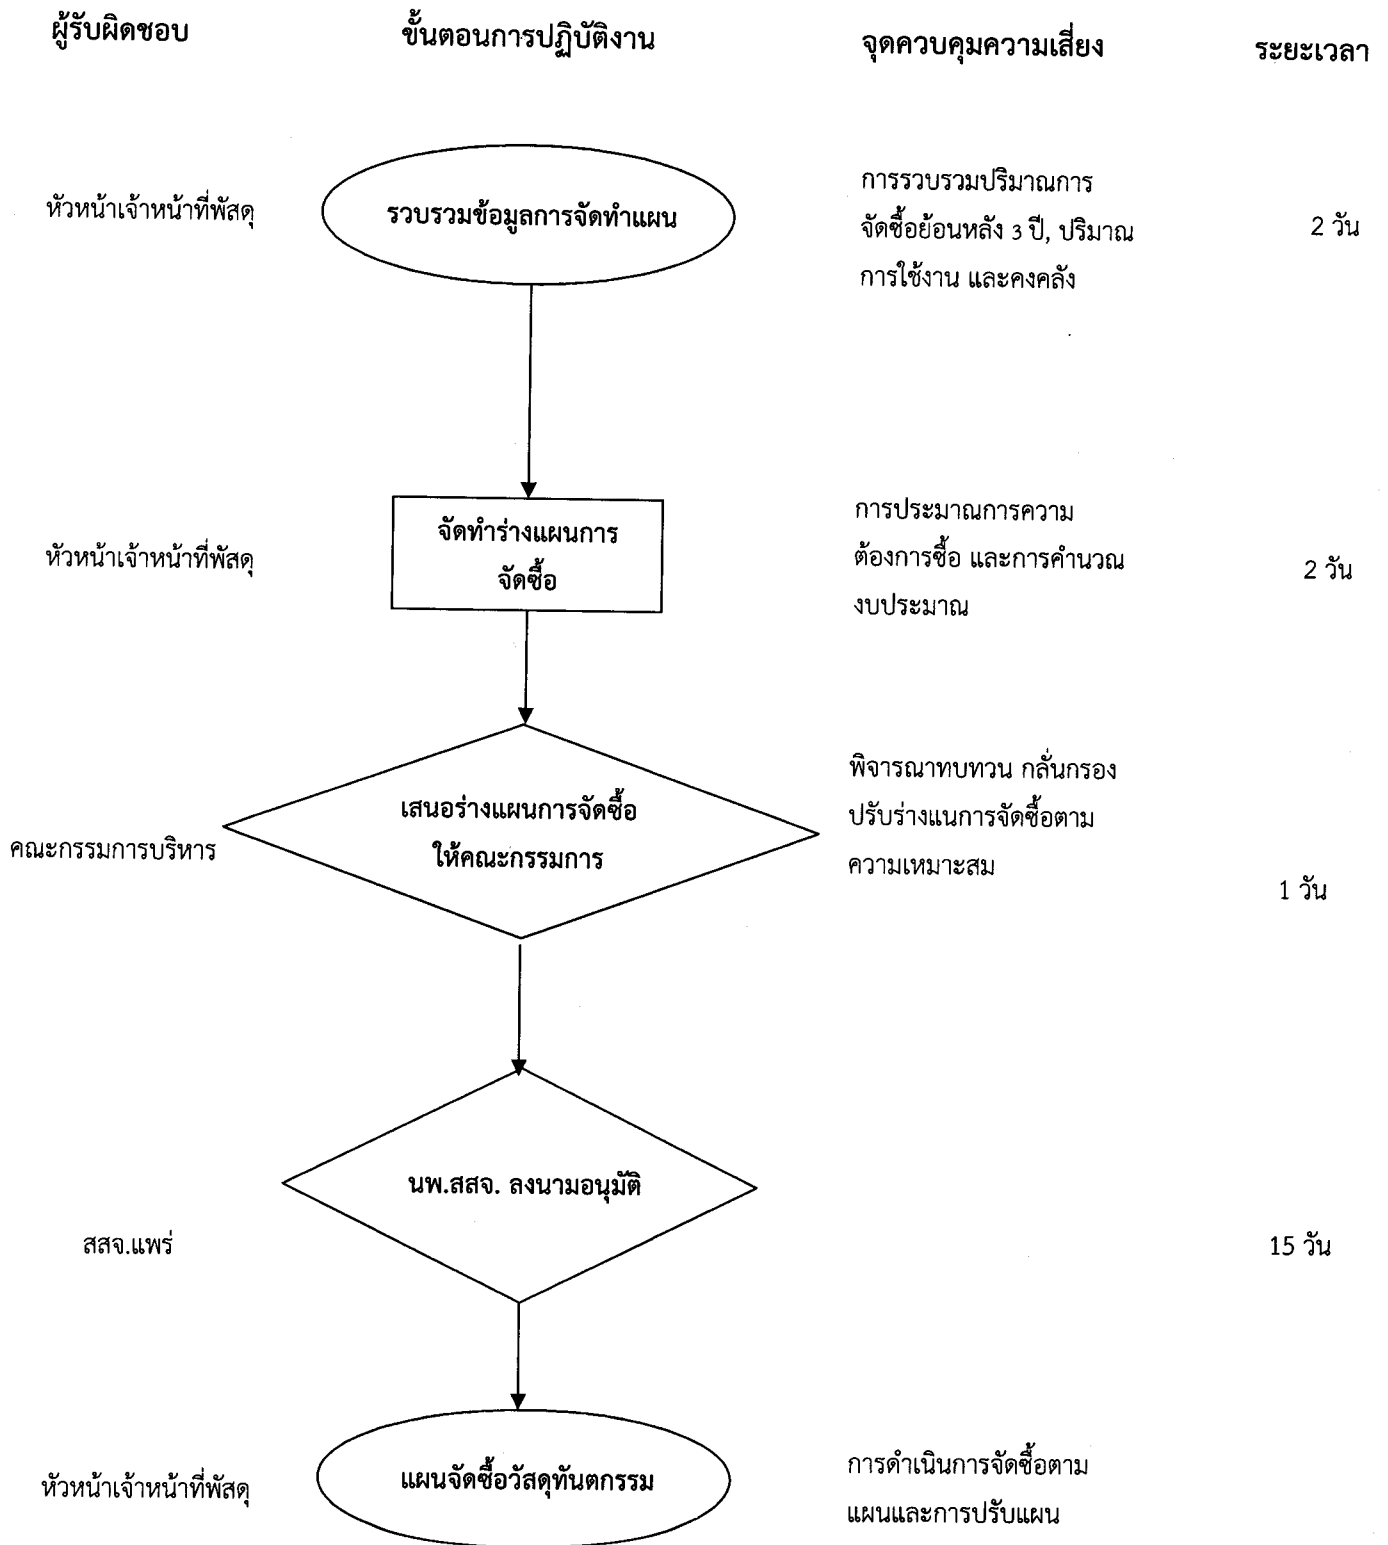 ผู้รับผิดชอบ
ขั้นตอนการปฏิบัติงาน
จุดควบคุมความเสี่ยง
ระยะเวลา
หัวหน้าเจ้าหน้าที่พัสดุ
รวบรวมข้อมูลการจัดทำแผน
การรวบรวมปริมาณการ
จัดซื้อย้อนหลัง 3 ปี, ปริมาณ
การใช้งาน และคงคลัง
2 วัน
หัวหน้าเจ้าหน้าที่พัสดุ
จัดทำร่างแผนการ
จัดซื้อ
การประมาณการความ
ต้องการซื้อ และการคำนวณ
งบประมาณ
2 วัน
คณะกรรมการบริหาร
เสนอร่างแผนการจัดซื้อ
ให้คณะกรรมการ
พิจารณาทบทวน กลั่นกรอง
ปรับร่างแนการจัดซื้อตาม
ความเหมาะสม
1 วัน
สสจ.แพร่
นพ.สสจ. ลงนามอนุมัติ
15 วัน
หัวหน้าเจ้าหน้าที่พัสดุ
แผนจัดซื้อวัสดุทันตกรรม
การดำเนินการจัดซื้อตาม
แผนและการปรับแผน